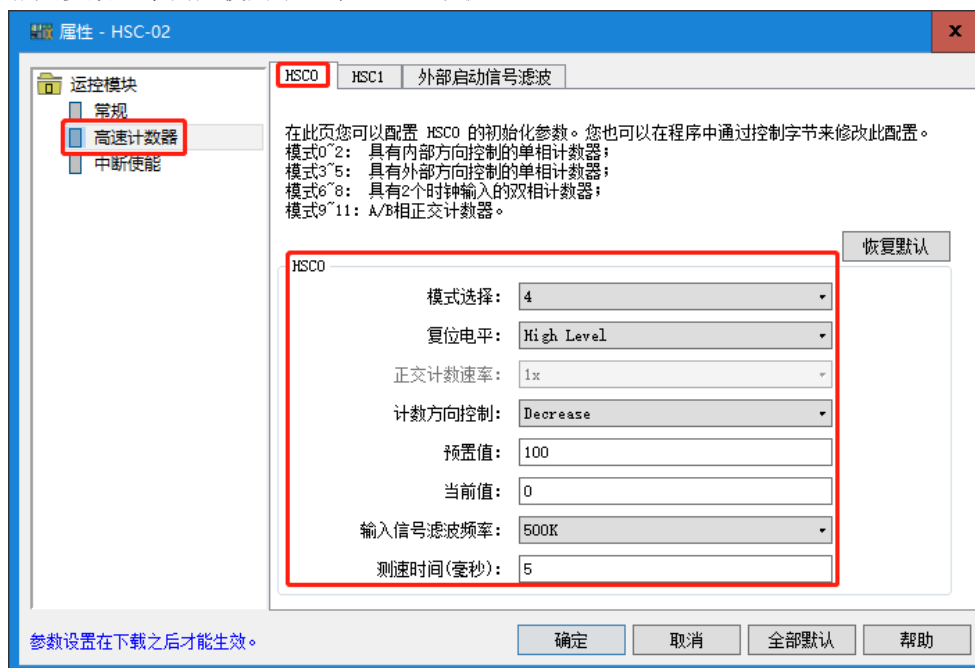 属性 - HSC-02
x
运控模块
常规
高速计数器
中断使能
HSC0 HSC1 外部启动信号滤波
在此页您可以配置 HSC0 的初始化参数。您也可以在程序中通过控制字节来修改此配置。
模式0~2: 具有内部方向控制的单相计数器;
模式3~5: 具有外部方向控制的单相计数器;
模式6~8: 具有2个时钟输入的双相计数器;
模式9~11: A/B相正交计数器。
恢复默认
HSC0
模式选择: 4
复位电平: High Level
正交计数速率: 1x
计数方向控制: Decrease
预置值: 100
当前值: 0
输入信号滤波频率: 500K
测速时间(毫秒): 5
参数设置在下载之后才能生效。
确定 取消 全部默认 帮助